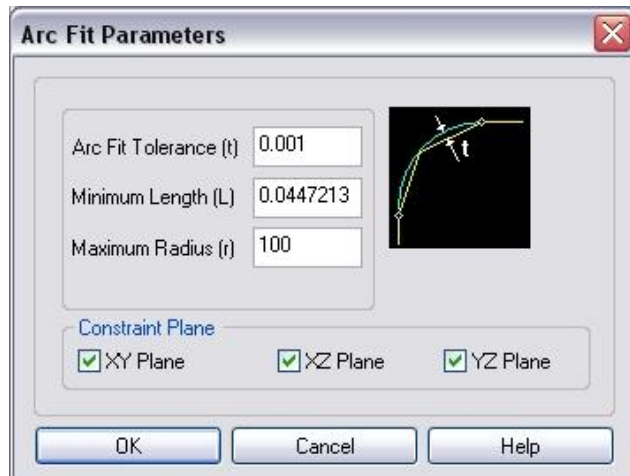 Arc Fit Parameters
Arc Fit Tolerance (t) 0.001
Minimum Length (L) 0.0447213
Maximum Radius (r) 100
t
Constraint Plane
XY Plane XZ Plane YZ Plane
OK Cancel Help